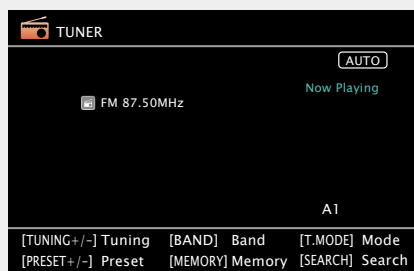 TUNER
AUTO
Now Playing
FM 87.50MHz
A1
[TUNING+/-] Tuning [BAND] Band [T.MODE] Mode
[PRESET+/-] Preset [MEMORY] Memory [SEARCH] Search